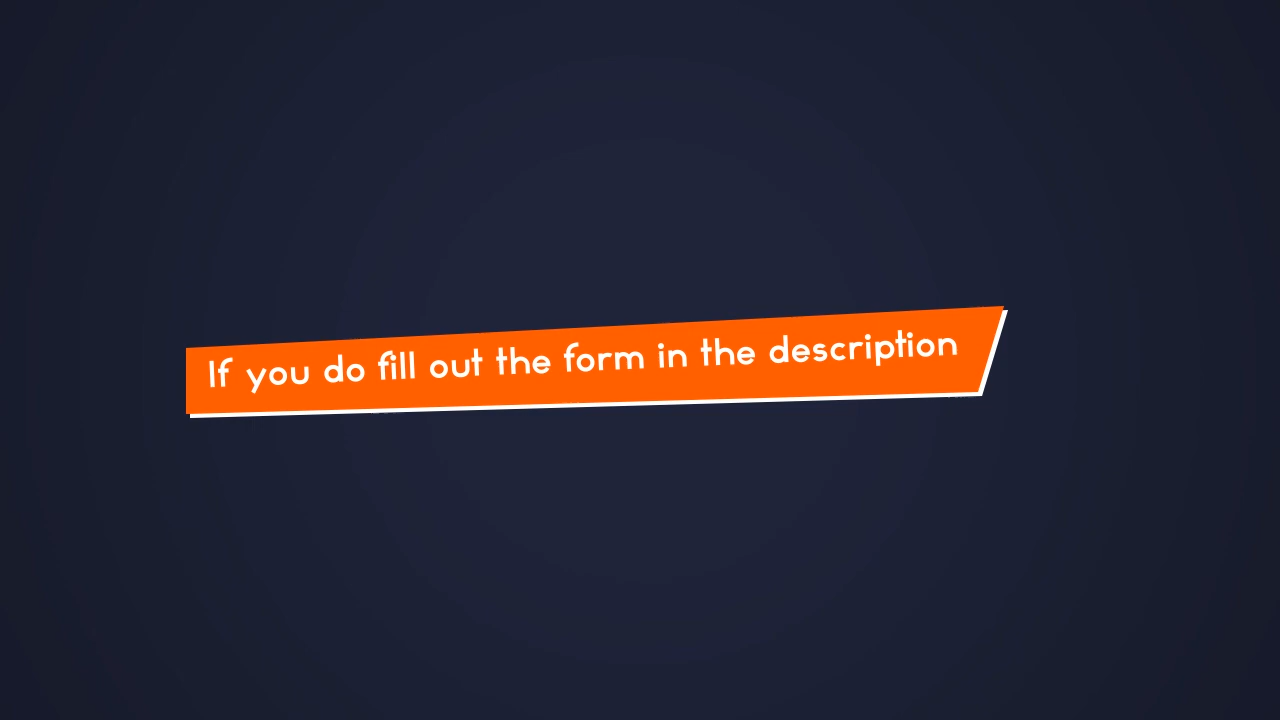 If you do fill out the form in the description